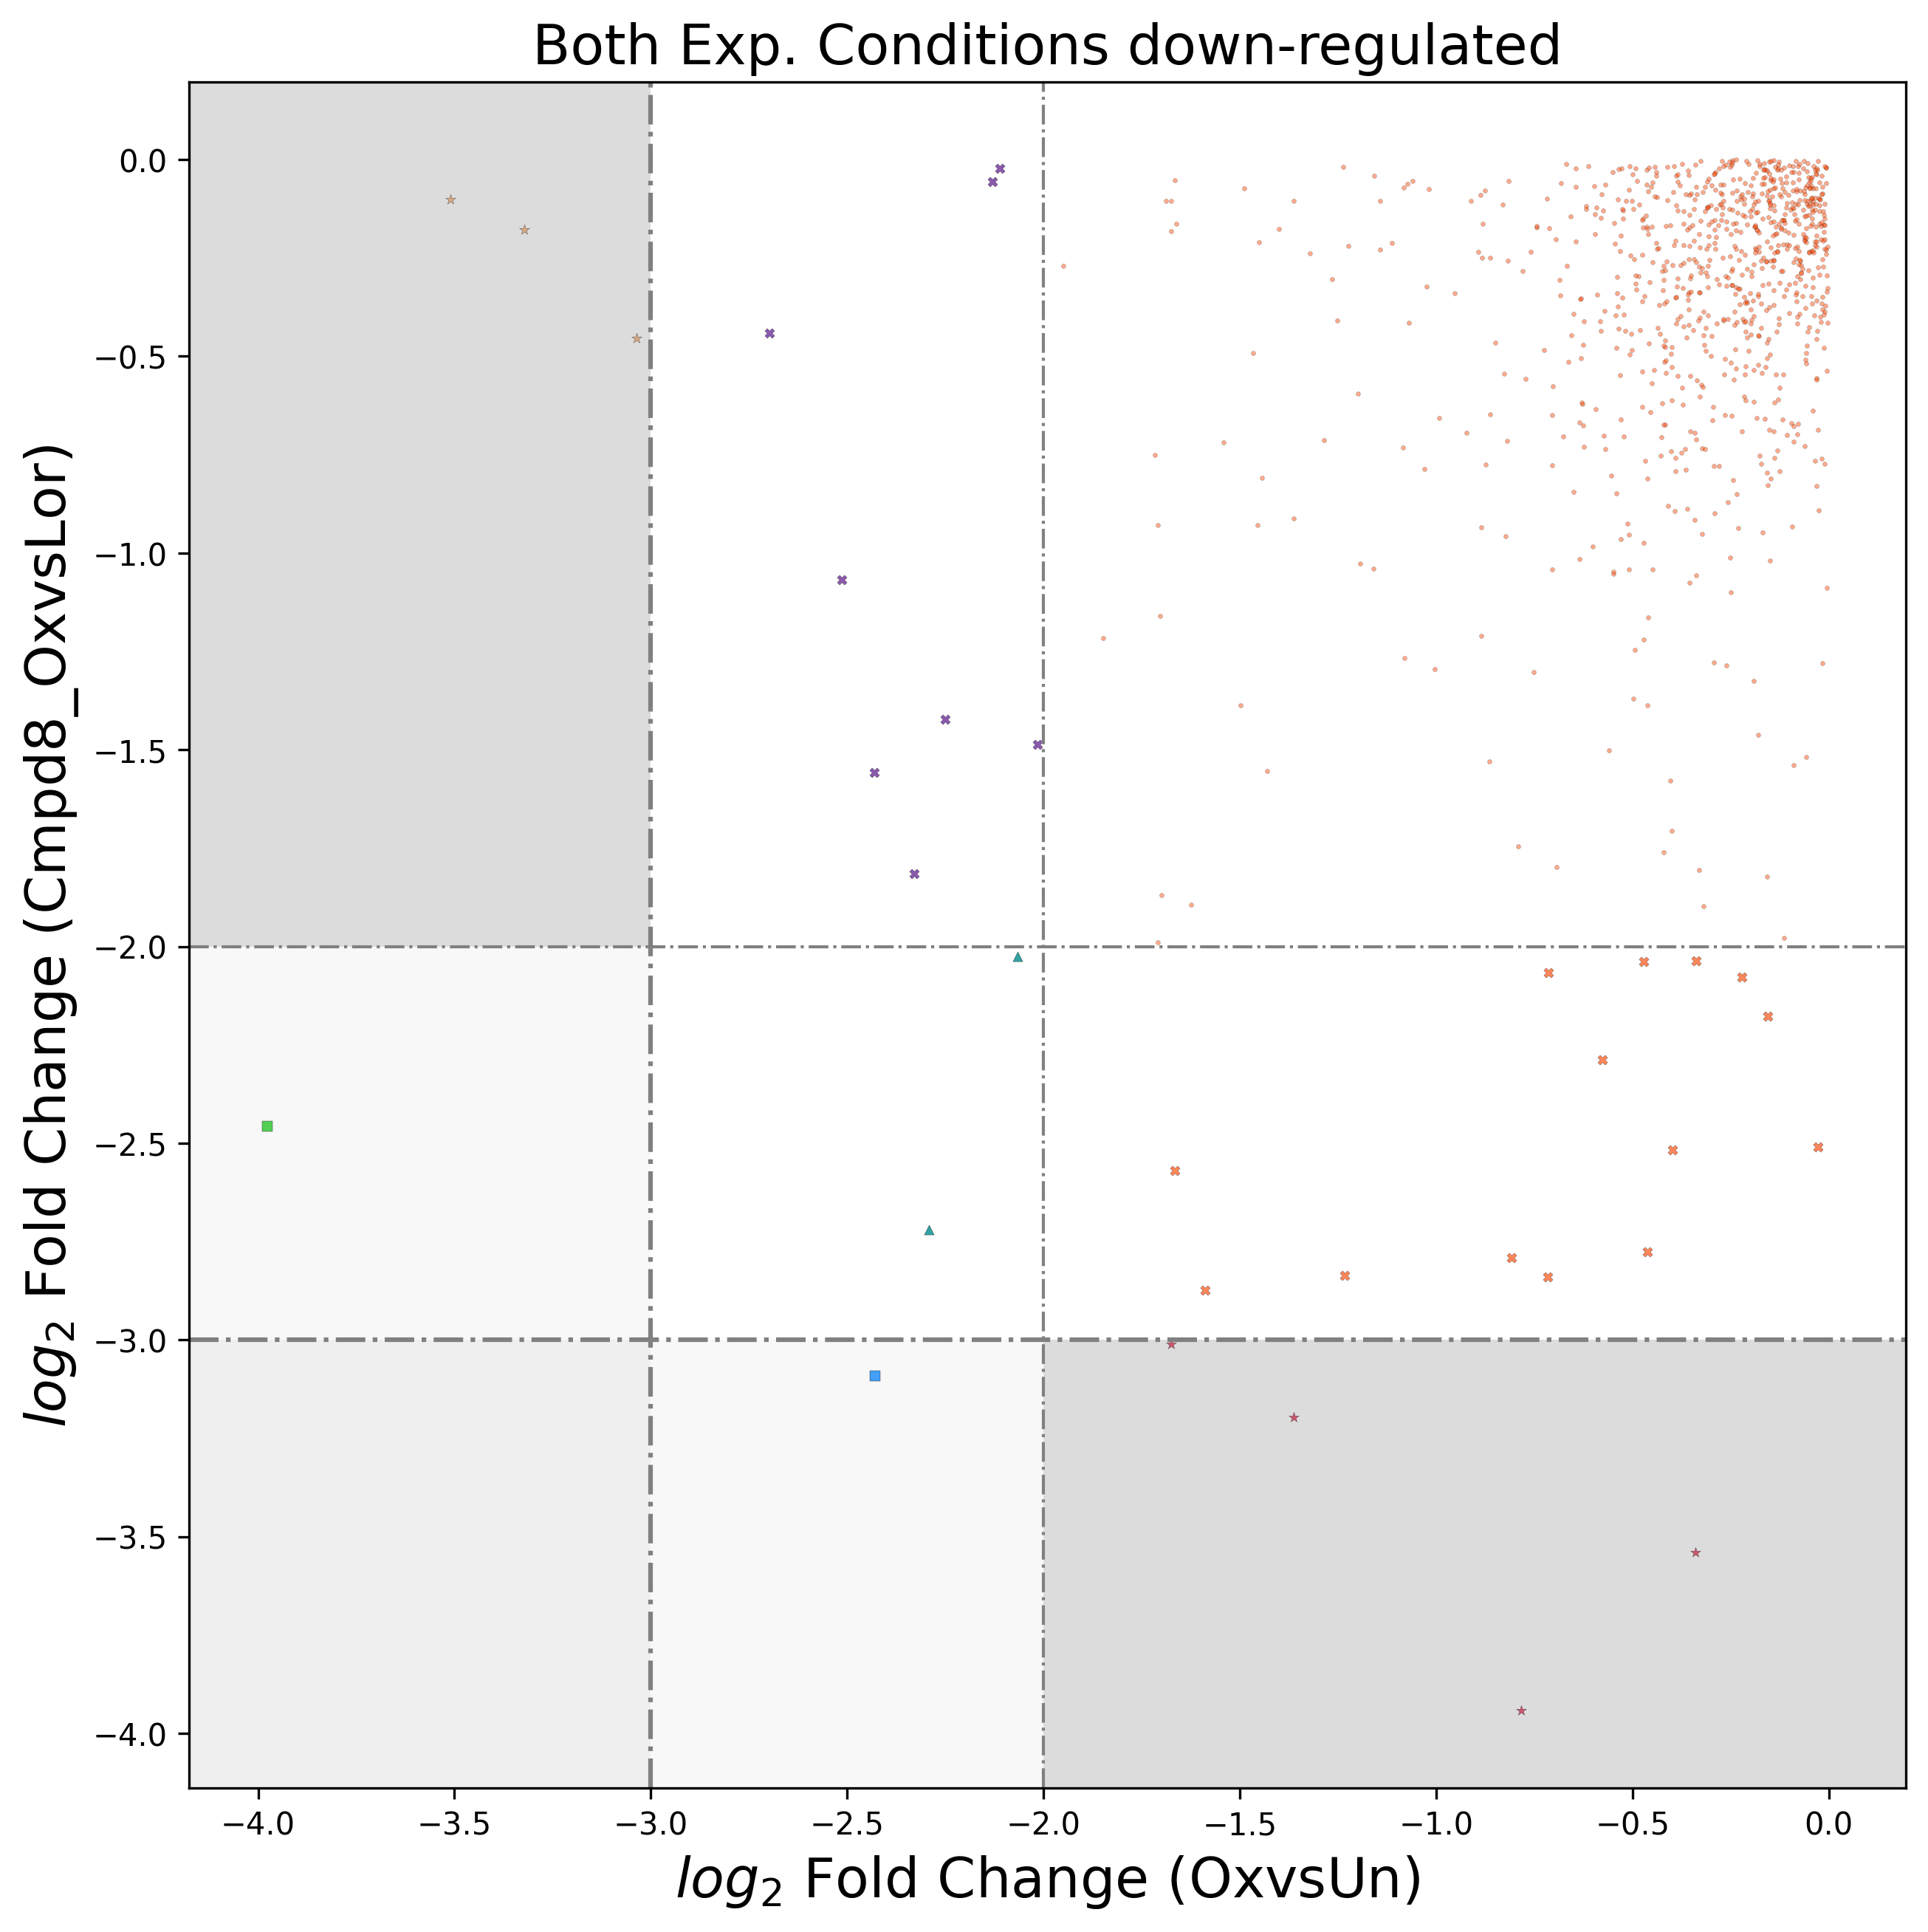 Both Exp. Conditions down-regulated
log2 Fold Change (Cmpd8_OxvsLor)
0.0
−0.5
−1.0
−1.5
−2.0
−2.5
−3.0
−3.5
−4.0
−4.0 −3.5 −3.0 −2.5 −2.0 −1.5 −1.0 −0.5 0.0
log2 Fold Change (OxvsUn)